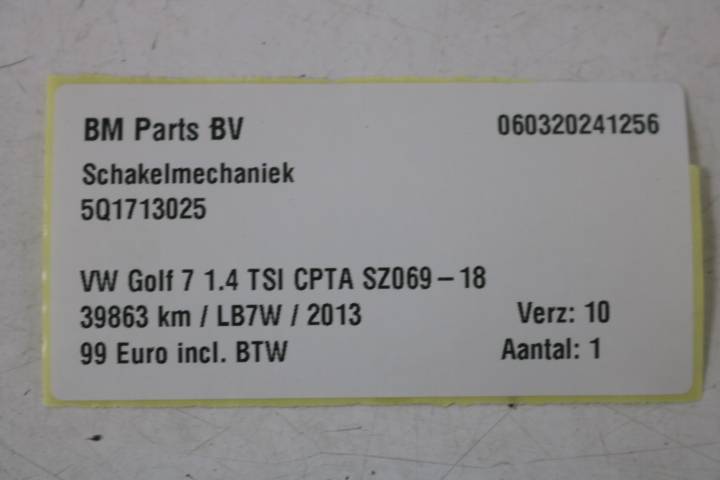 BM Parts BV 060320241256
Schakelmechaniek
5Q1713025
VW Golf 7 1.4 TSI CPTA SZ069-18
39863 km / LB7W / 2013 Verz: 10
99 Euro incl. BTW Aantal: 1